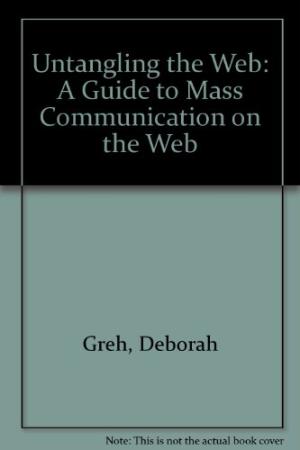 Untangling the Web:
A Guide to Mass
Communication on
the Web
Greh, Deborah
Note: This is not the actual book cover